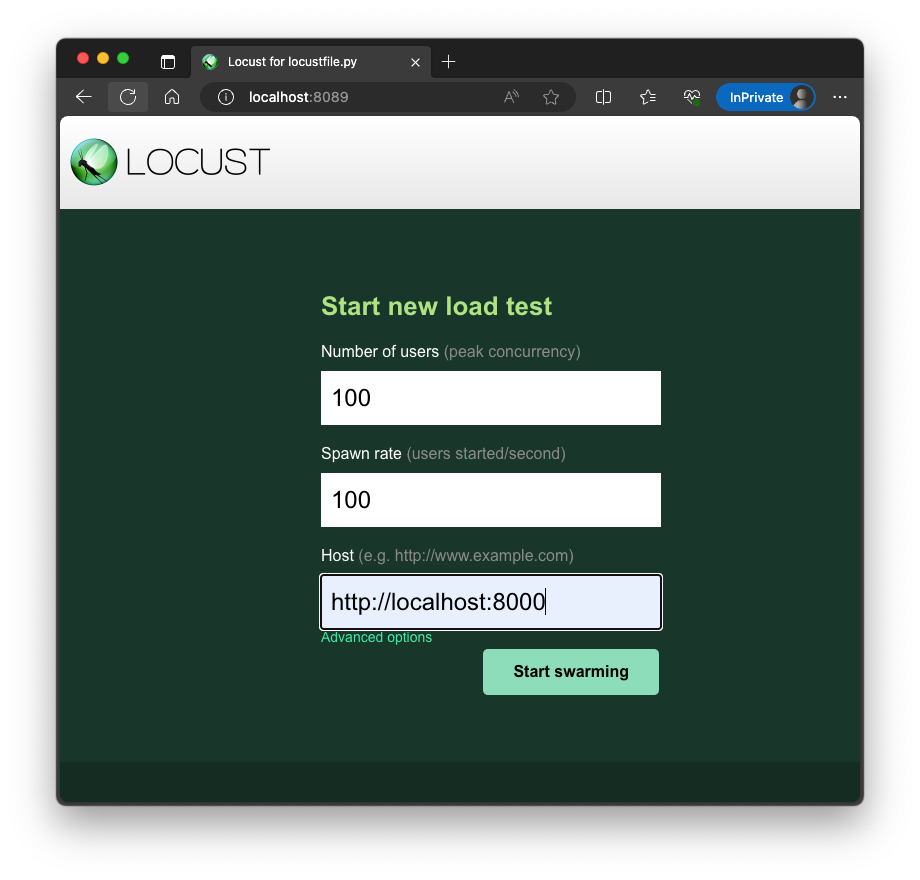 Locust for locustfile.py
localhost:8089
InPrivate
LOCUST
Start new load test
Number of users (peak concurrency)
100
Spawn rate (users started/second)
100
Host (e.g. http://www.example.com)
http://localhost:8000
Advanced options
Start swarming